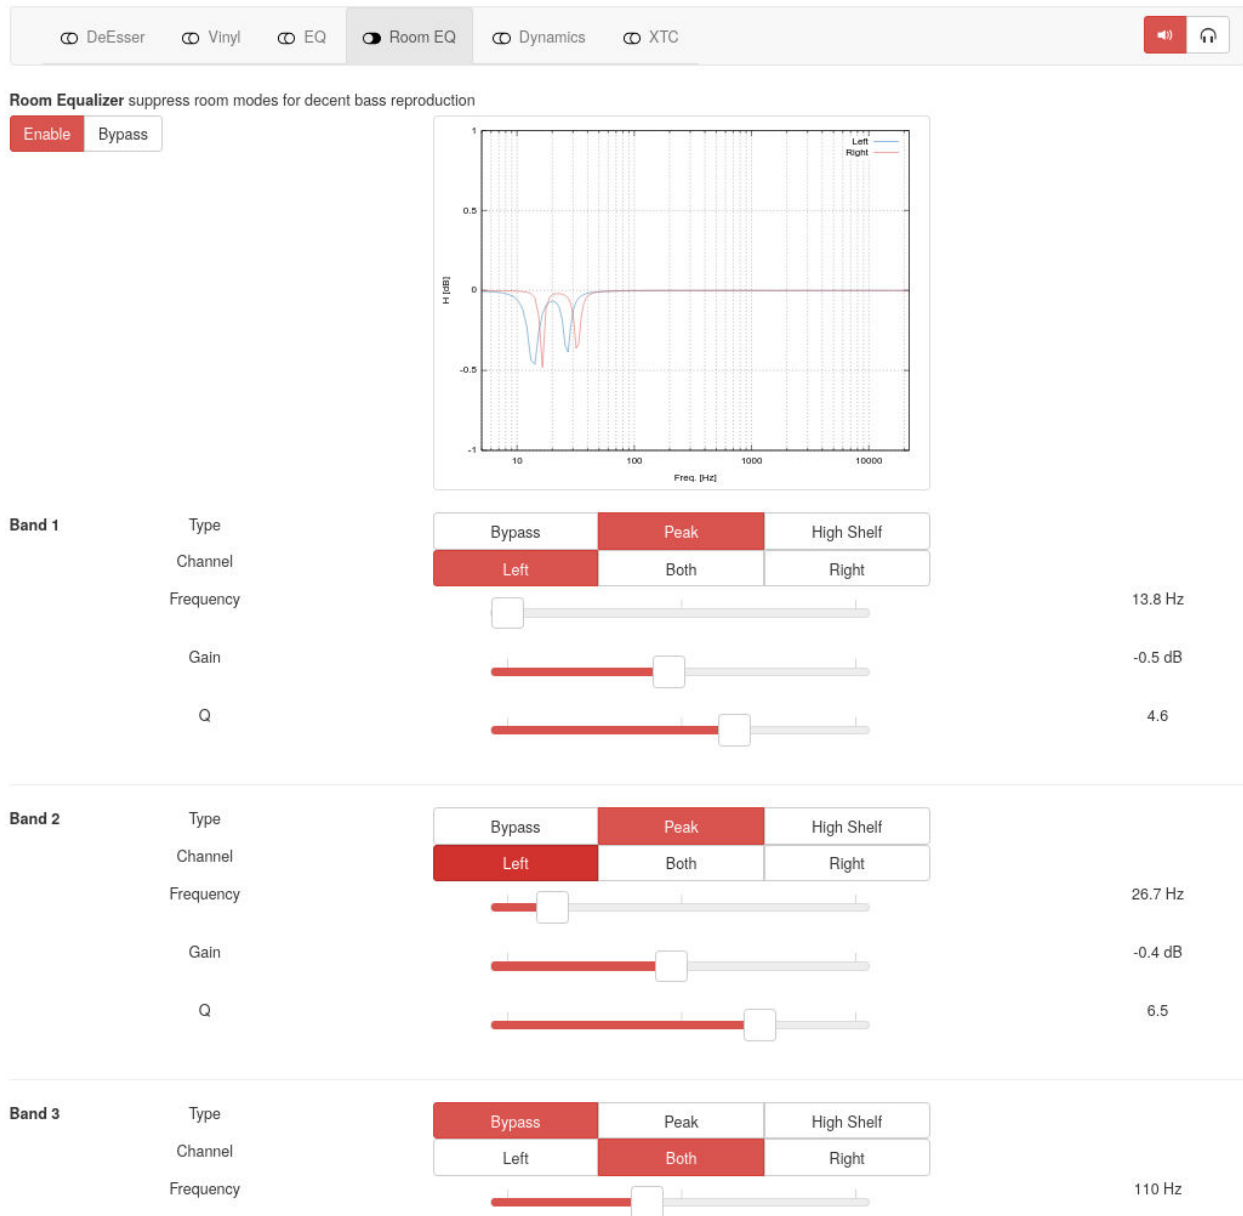 DeEsser Vinyl EQ Room EQ Dynamics XTC
Room Equalizer suppress room modes for decent bass reproduction
Enable Bypass
1
Left
Right
0.5
0
H [dB]
-0.5
-1
10 100 1000 10000
Freq. [Hz]
Band 1 Type Bypass Peak High Shelf
Channel Left Both Right
Frequency 13.8 Hz
Gain -0.5 dB
Q 4.6
Band 2 Type Bypass Peak High Shelf
Channel Left Both Right
Frequency 26.7 Hz
Gain -0.4 dB
Q 6.5
Band 3 Type Bypass Peak High Shelf
Channel Left Both Right
Frequency 110 Hz